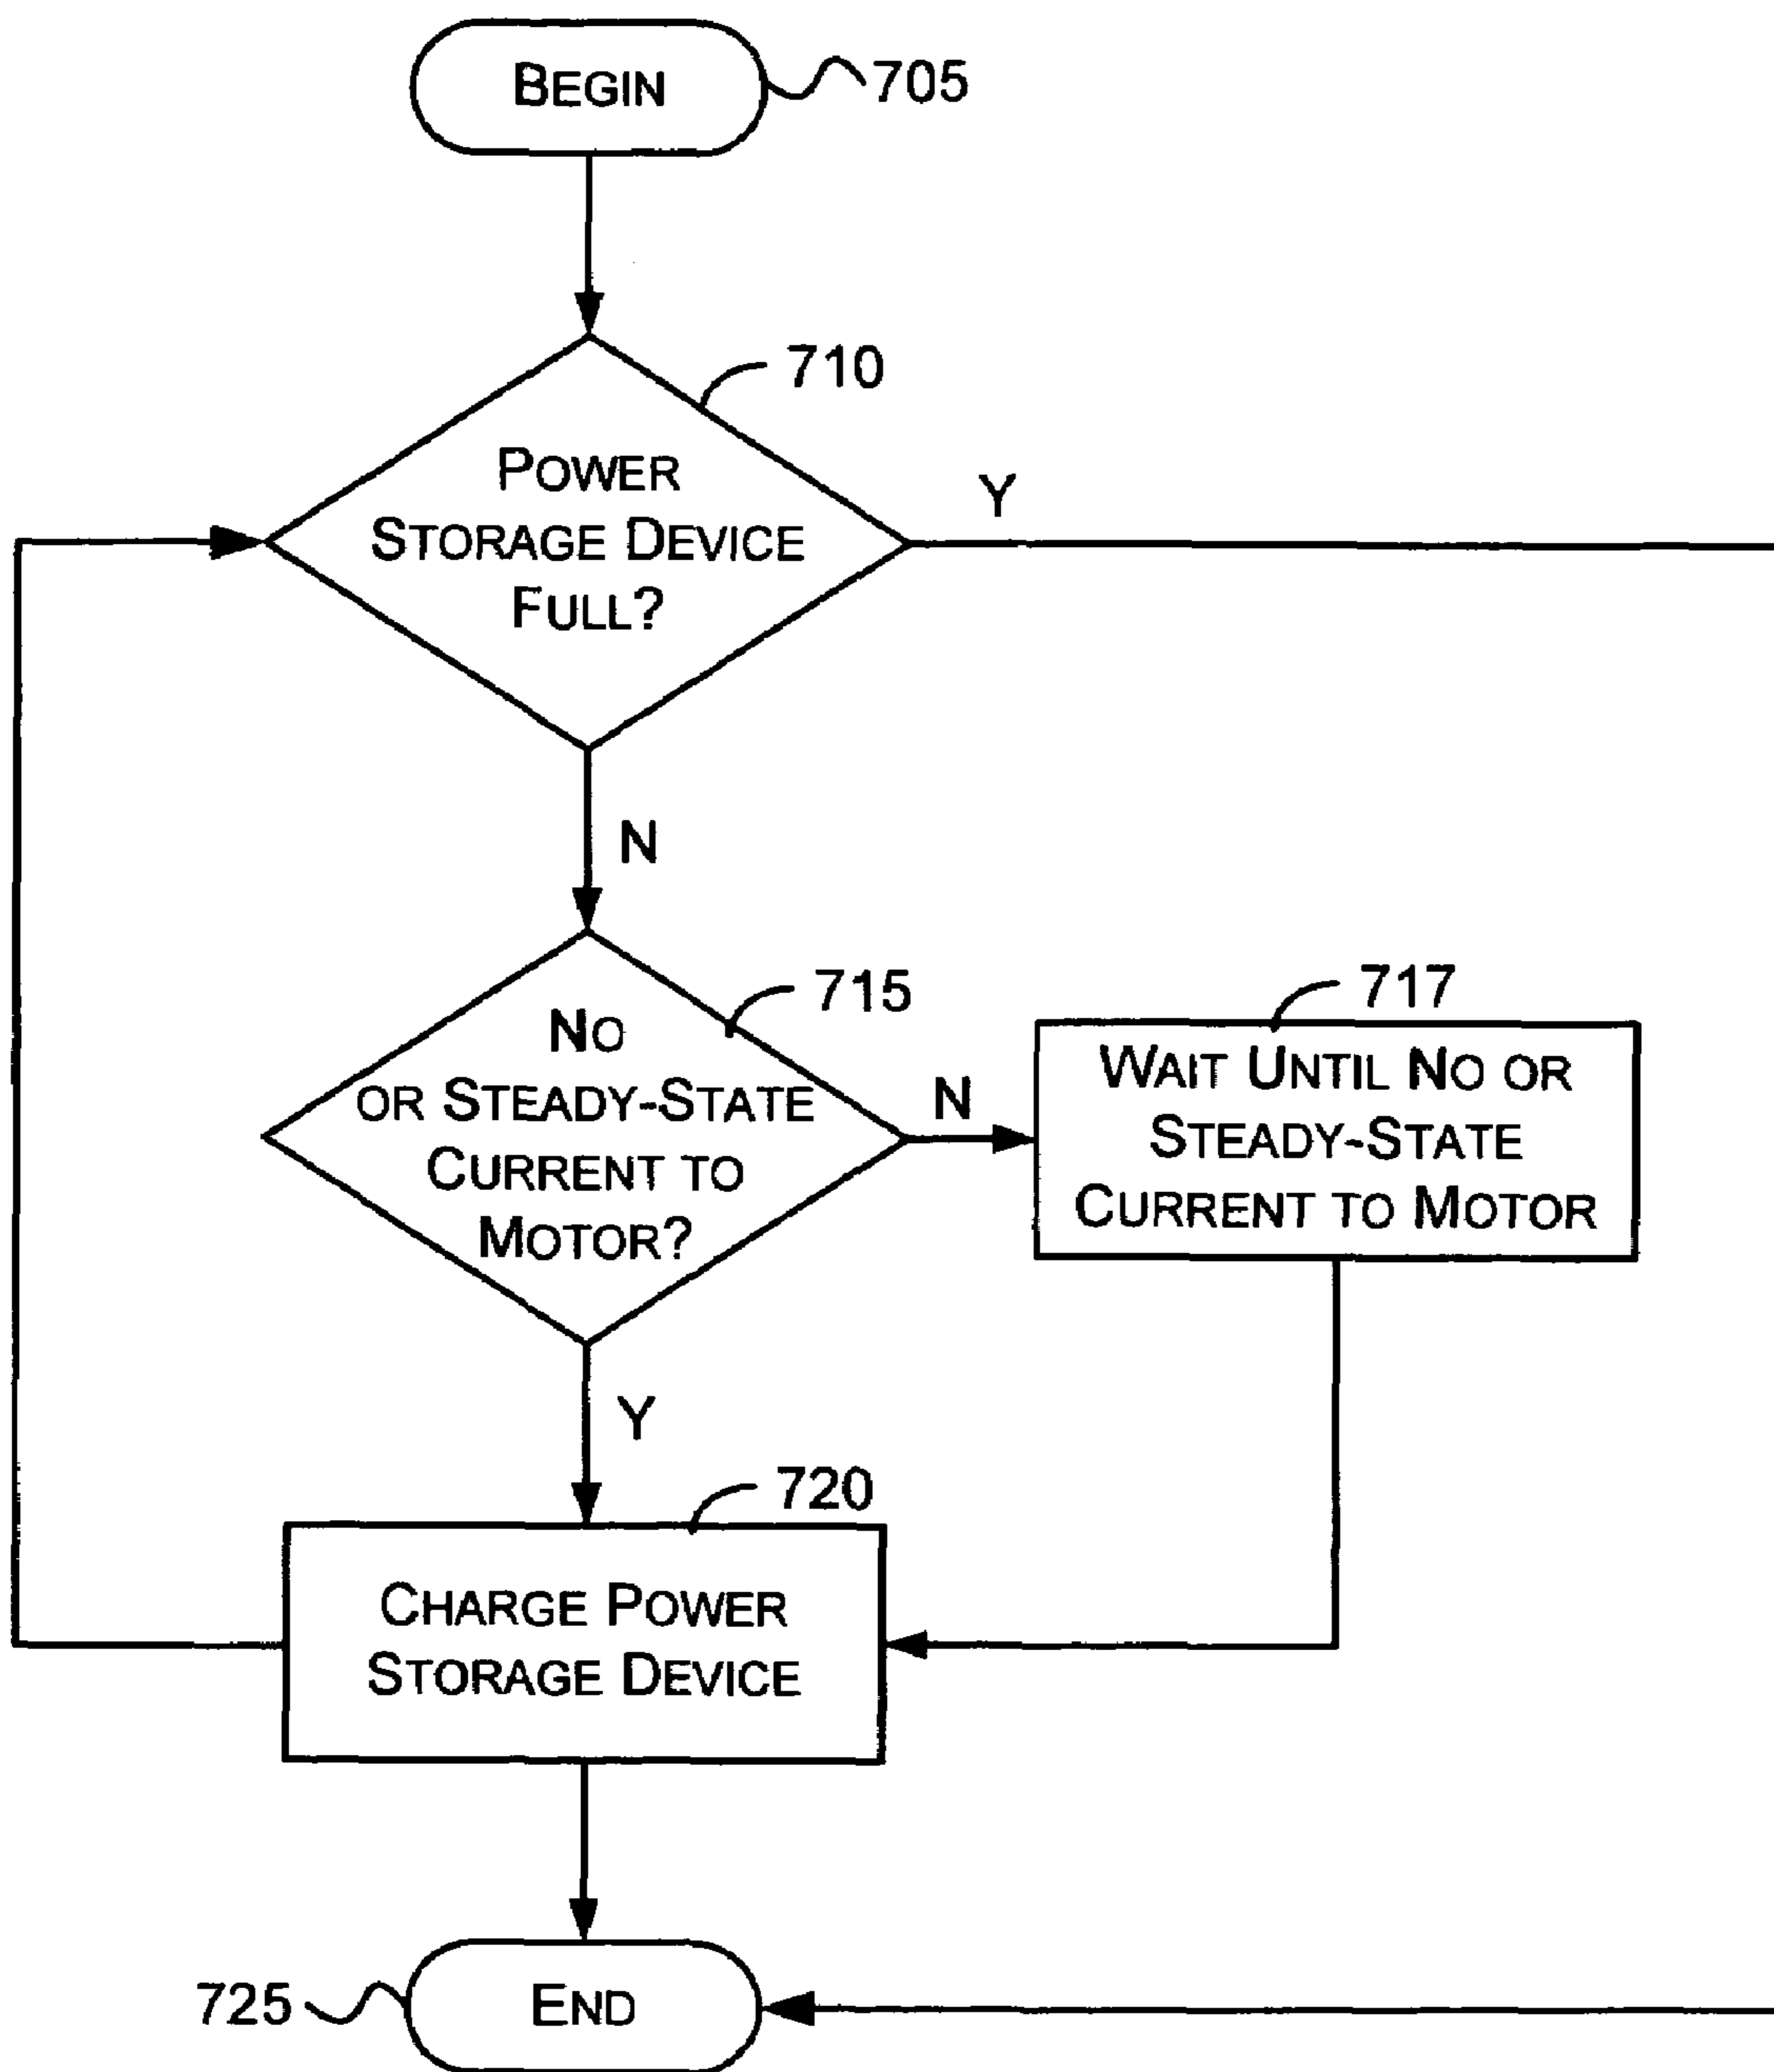 BEGIN
705
710
POWER
STORAGE DEVICE
FULL?
Y
N
715
NO
OR STEADY-STATE
CURRENT TO
MOTOR?
N
717
WAIT UNTIL NO OR
STEADY-STATE
CURRENT TO MOTOR
Y
720
CHARGE POWER
STORAGE DEVICE
725
END